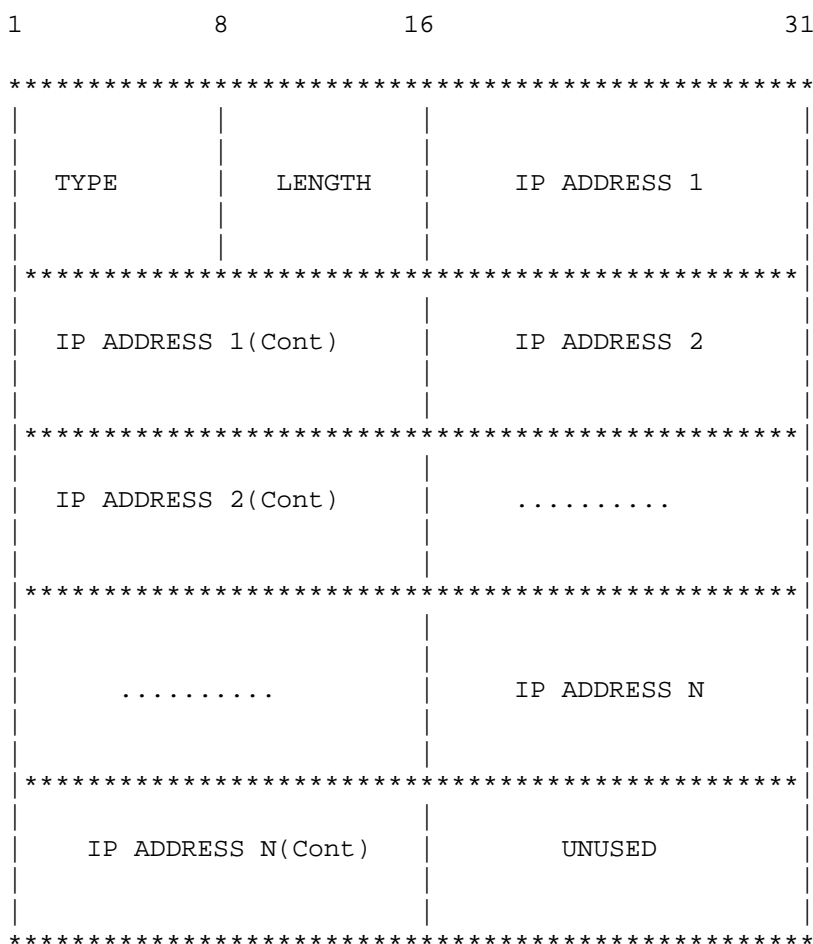 1 8 16 31
**************************************************
TYPE LENGTH IP ADDRESS 1
************************************************
IP ADDRESS 1(Cont) IP ADDRESS 2
************************************************
IP ADDRESS 2(Cont) ..........
************************************************
.......... IP ADDRESS N
************************************************
IP ADDRESS N(Cont) UNUSED
**************************************************